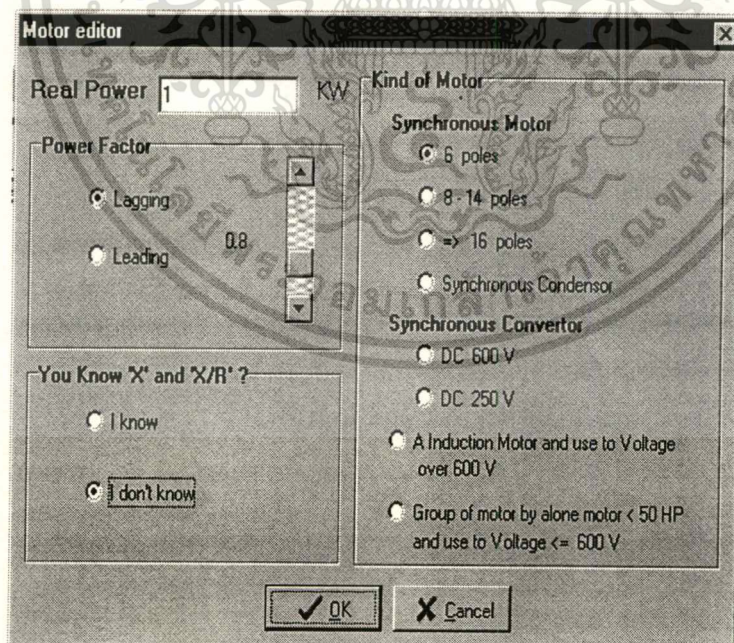 Motor editor
Real Power 1 KW
Power Factor
Lagging
Leading
0.8
You Know 'X' and 'X/R' ?
I know
I don't know
Kind of Motor
Synchronous Motor
6 poles
8 - 14 poles
=> 16 poles
Synchronous Condensor
Synchronous Convertor
DC 600 V
DC 250 V
A Induction Motor and use to Voltage
over 600 V
Group of motor by alone motor < 50 HP
and use to Voltage <= 600 V
OK
Cancel